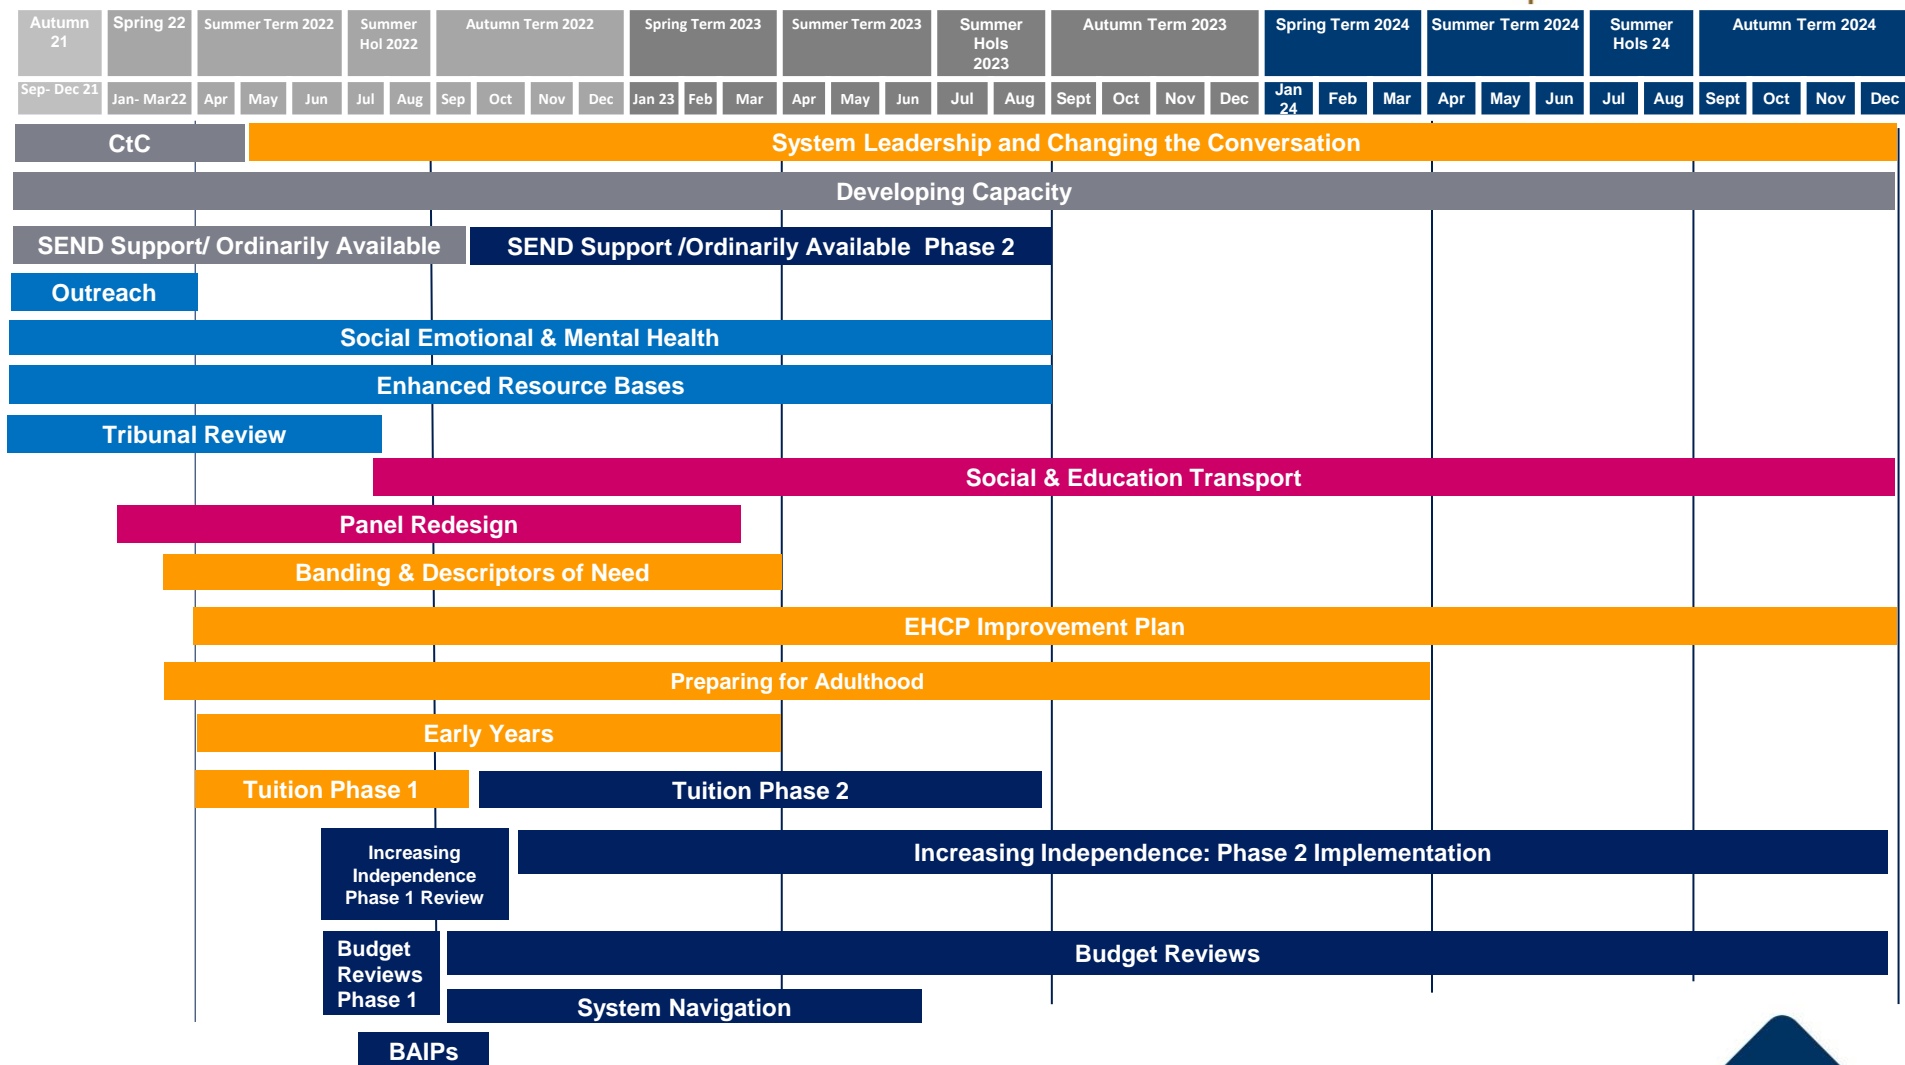 Autumn
21
Spring 22
Summer Term 2022
Summer
Hol 2022
Autumn Term 2022
Spring Term 2023
Summer Term 2023
Summer
Hols
2023
Autumn Term 2023
Spring Term 2024
Summer Term 2024
Summer
Hols 24
Autumn Term 2024
Sep- Dec 21
Jan- Mar22
Apr
May
Jun
Jul
Aug
Sep
Oct
Nov
Dec
Jan 23
Feb
Mar
Apr
May
Jun
Jul
Aug
Sept
Oct
Nov
Dec
Jan
24
Feb
Mar
Apr
May
Jun
Jul
Aug
Sept
Oct
Nov
Dec
CtC
System Leadership and Changing the Conversation
Developing Capacity
SEND Support/ Ordinarily Available
SEND Support /Ordinarily Available Phase 2
Outreach
Social Emotional & Mental Health
Enhanced Resource Bases
Tribunal Review
Social & Education Transport
Panel Redesign
Banding & Descriptors of Need
EHCP Improvement Plan
Preparing for Adulthood
Early Years
Tuition Phase 1
Tuition Phase 2
Increasing
Independence
Phase 1 Review
Increasing Independence: Phase 2 Implementation
Budget
Reviews
Phase 1
Budget Reviews
System Navigation
BAIPs